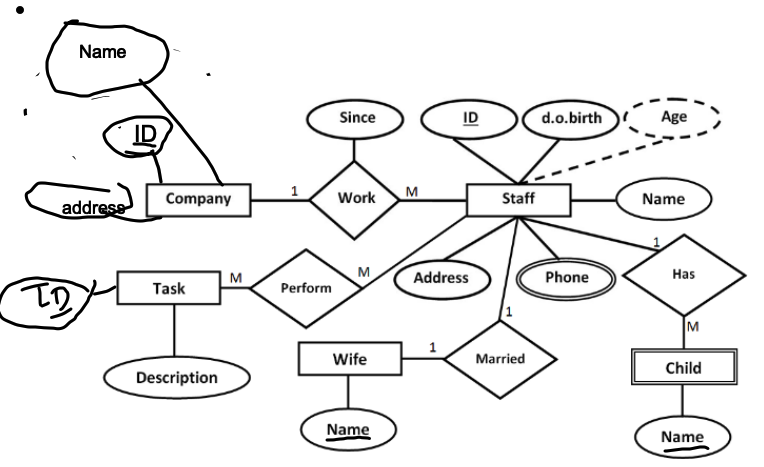 Name
Since
ID
d.o.birth
Age
ID
Company
1
Work
M
Staff
Name
address
1
ID
Task
M
Perform
M
Address
Phone
Has
1
M
Wife
1
Married
Child
Description
Name
Name